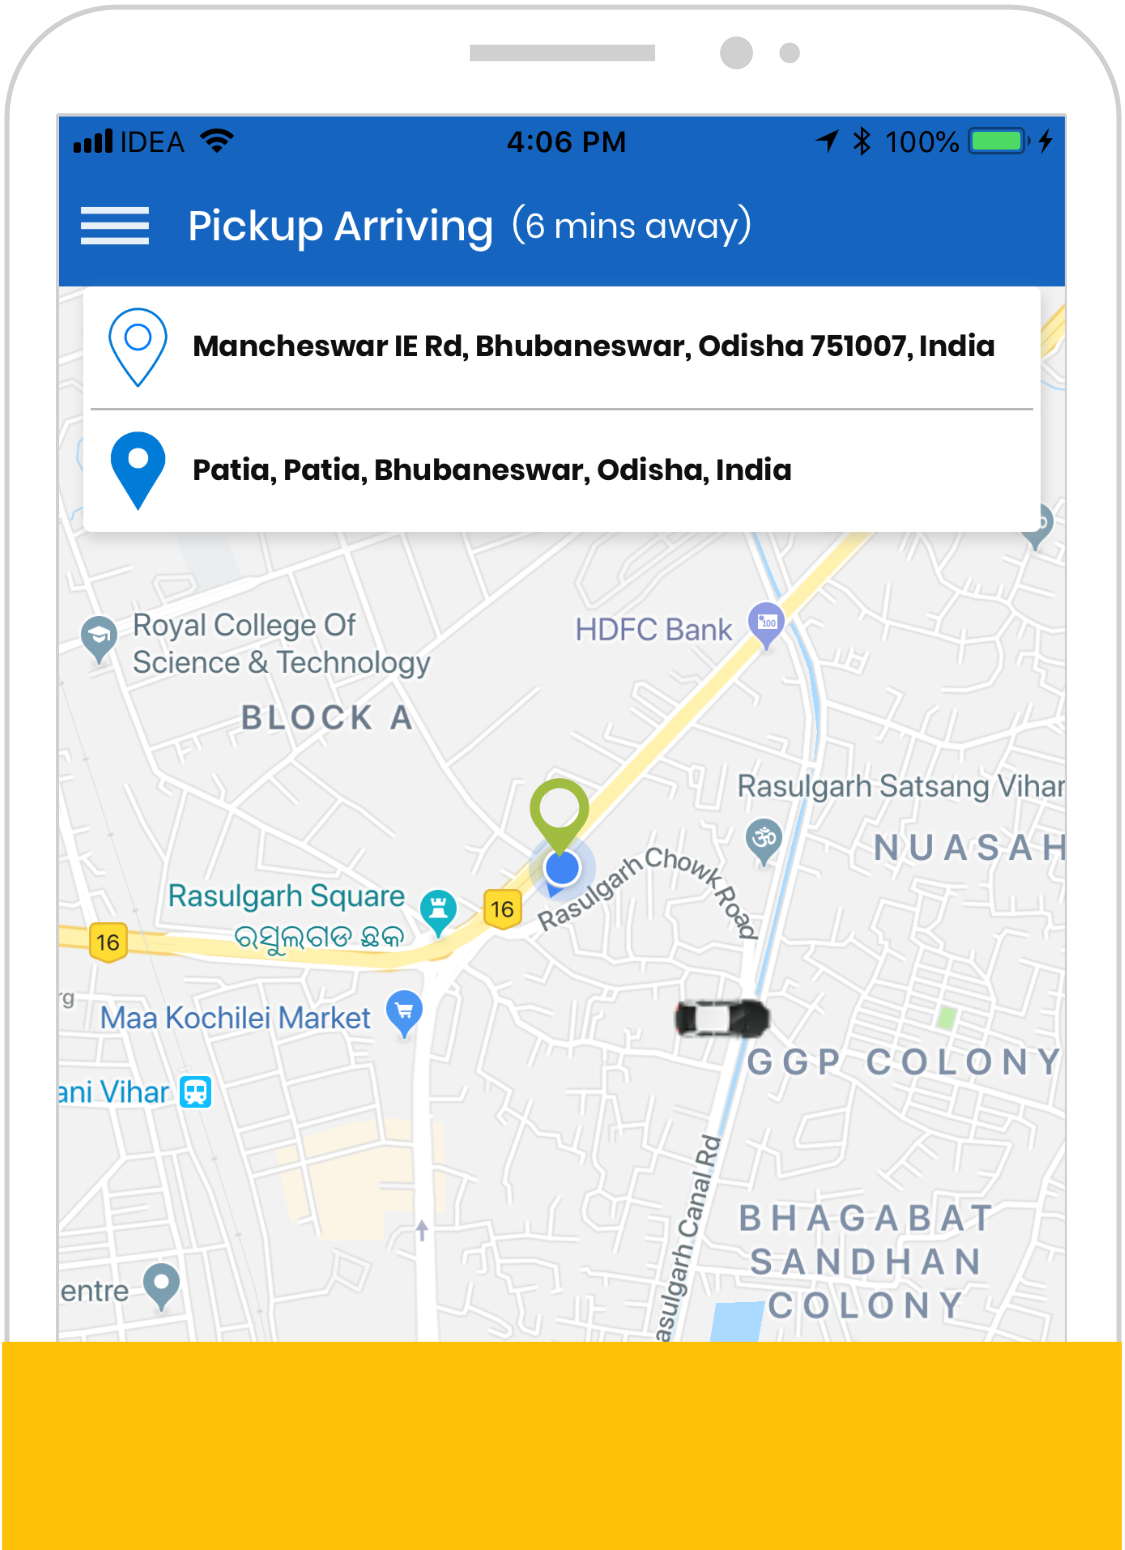 IDEA 4:06 PM 100%
Pickup Arriving (6 mins away)
Mancheswar IE Rd, Bhubaneswar, Odisha 751007, India
Patia, Patia, Bhubaneswar, Odisha, India
Royal College Of
Science & Technology
HDFC Bank
100
BLOCK A
Rasulgarh Satsang Vihar
ॐ
NUASAH
Rasulgarh Chowk Road
Rasulgarh Square
ରସୁଲଗଡ ଛକ
16
16
rg
Maa Kochilei Market
GGP COLONY
ani Vihar
asulgarh Canal Rd
BHAGABAT
SANDHAN
COLONY
entre